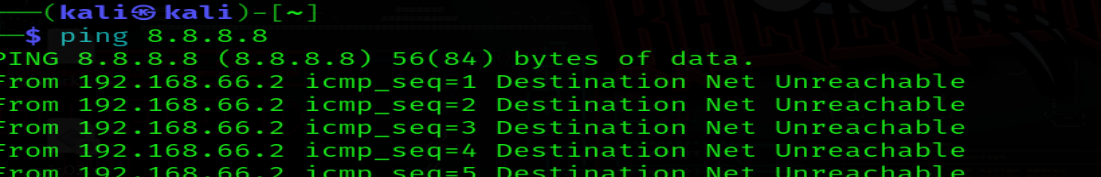 ──(kali㉿kali)-[~]
─$ ping 8.8.8.8
PING 8.8.8.8 (8.8.8.8) 56(84) bytes of data.
From 192.168.66.2 icmp_seq=1 Destination Net Unreachable
From 192.168.66.2 icmp_seq=2 Destination Net Unreachable
From 192.168.66.2 icmp_seq=3 Destination Net Unreachable
From 192.168.66.2 icmp_seq=4 Destination Net Unreachable
From 192.168.66.2 icmp_seq=5 Destination Net Unreachable